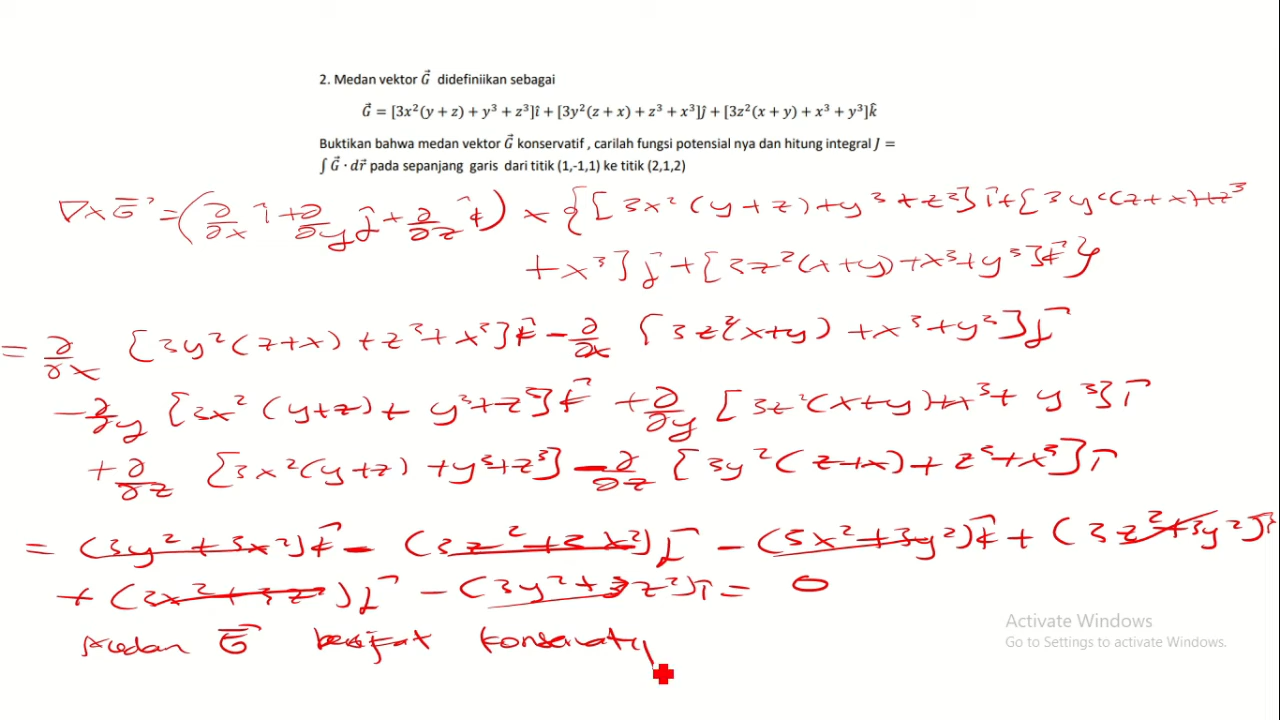 2. Medan vektor G⃗ didefiniikan sebagai
G⃗ = [3x²(y + z) + y³ + z³]î + [3y²(z + x) + z³ + x³]ĵ + [3z²(x + y) + x³ + y³]k̂
Buktikan bahwa medan vektor G⃗ konservatif , carilah fungsi potensial nya dan hitung integral J =
∫ G⃗ · dr⃗ pada sepanjang garis dari titik (1,-1,1) ke titik (2,1,2)
∇×G⃗ = (∂/∂x î + ∂/∂y ĵ + ∂/∂z k̂) × {[3x²(y+z)+y³+z³]î+[3y²(z+x)+z³
+x³]ĵ+[3z²(x+y)+x³+y³]k̂}
= ∂/∂x [3y²(z+x)+z³+x³]k̂ - ∂/∂x [3z²(x+y)+x³+y³]ĵ
-∂/∂y [3x²(y+z)+y³+z³]k̂ + ∂/∂y [3z²(x+y)+x³+y³]î
+∂/∂z [3x²(y+z)+y³+z³] - ∂/∂z [3y²(z+x)+z³+x³]î
= (3y²+3x²)k̂ - (3z²+3x²)ĵ - (3x²+3y²)k̂ + (3z²+3y²)î
+(3x²+3z²)ĵ - (3y²+3z²)î = 0
Medan G⃗ bersifat konservatif
Activate Windows
Go to Settings to activate Windows.